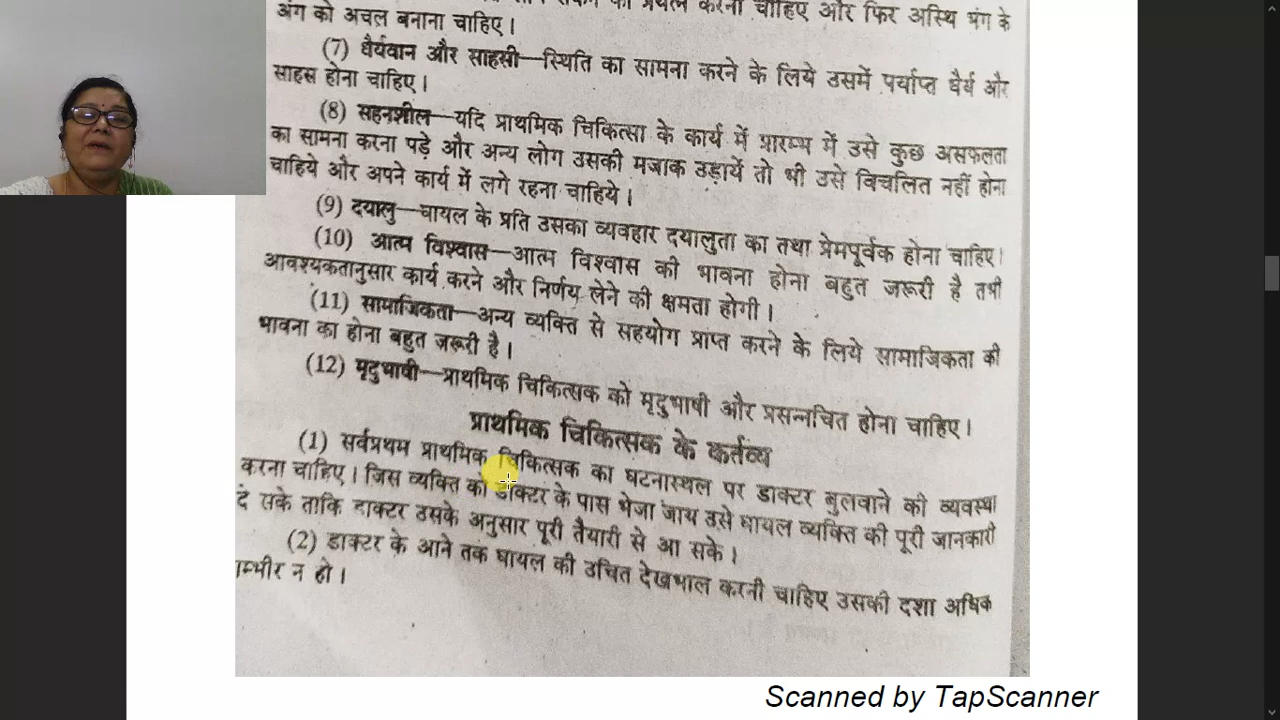 करना चाहिए और फिर अस्थि भंग के
अंग को अचल बनाना चाहिए।
(7) धैर्यवान और साहसी—स्थिति का सामना करने के लिये उसमें पर्याप्त धैर्य और
साहस होना चाहिए।
(8) सहनशील—यदि प्राथमिक चिकित्सा के कार्य में प्रारम्भ में उसे कुछ असफलता
का सामना करना पड़े और अन्य लोग उसकी मजाक उड़ायें तो भी उसे विचलित नहीं होना
चाहिये और अपने कार्य में लगे रहना चाहिये।
(9) दयालु—घायल के प्रति उसका व्यवहार दयालुता का तथा प्रेमपूर्वक होना चाहिए।
(10) आत्म विश्वास—आत्म विश्वास की भावना होना बहुत जरूरी है तभी
आवश्यकतानुसार कार्य करने और निर्णय लेने की क्षमता होगी।
(11) सामाजिकता—अन्य व्यक्ति से सहयोग प्राप्त करने के लिये सामाजिकता की
भावना का होना बहुत ज़रूरी है।
(12) मृदुभाषी—प्राथमिक चिकित्सक को मृदुभाषी और प्रसन्नचित होना चाहिए।
प्राथमिक चिकित्सक के कर्तव्य
(1) सर्वप्रथम प्राथमिक चिकित्सक का घटनास्थल पर डाक्टर बुलवाने की व्यवस्था
करना चाहिए। जिस व्यक्ति को डाक्टर के पास भेजा जाय उसे घायल व्यक्ति की पूरी जानकारी
दे सके ताकि डाक्टर उसके अनुसार पूरी तैयारी से आ सके।
(2) डाक्टर के आने तक घायल की उचित देखभाल करनी चाहिए उसकी दशा अधिक
गम्भीर न हो।
Scanned by TapScanner